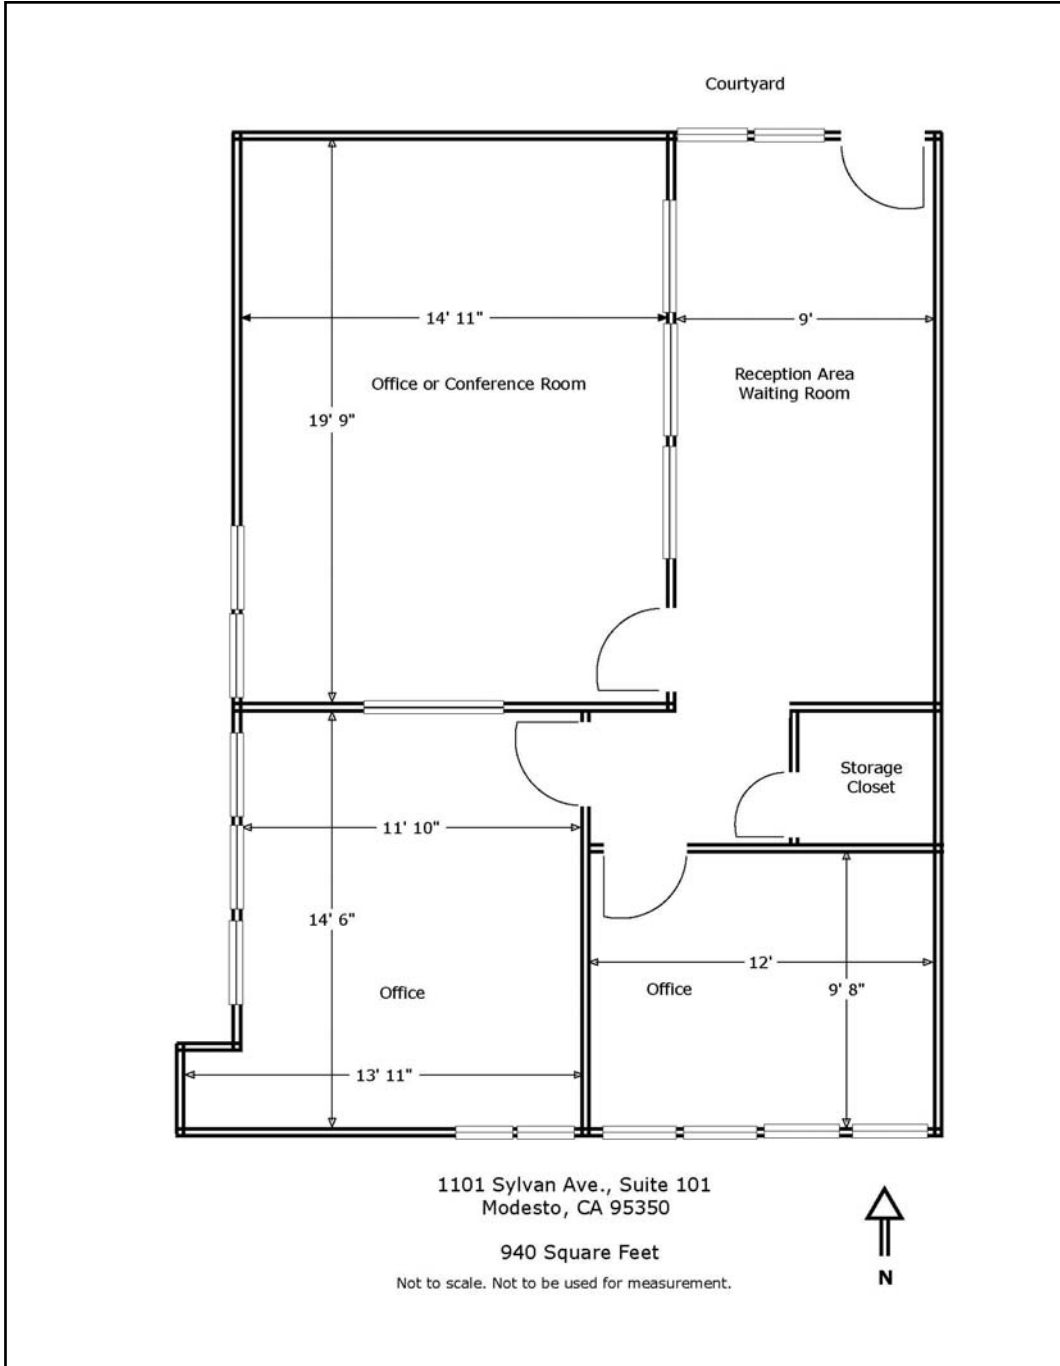 Courtyard
14' 11"
9'
Office or Conference Room
Reception Area
Waiting Room
19' 9"
Storage
Closet
11' 10"
14' 6"
12'
Office
Office
9' 8"
13' 11"
1101 Sylvan Ave., Suite 101
Modesto, CA 95350
940 Square Feet
Not to scale. Not to be used for measurement.
N